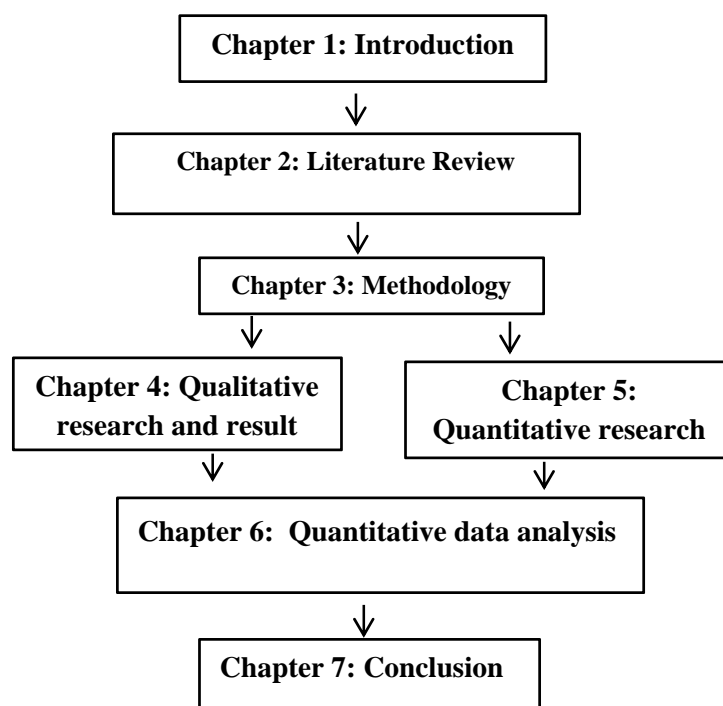 Chapter 1: Introduction
Chapter 2: Literature Review
Chapter 3: Methodology
Chapter 4: Qualitative
research and result
Chapter 5:
Quantitative research
Chapter 6:  Quantitative data analysis
Chapter 7: Conclusion